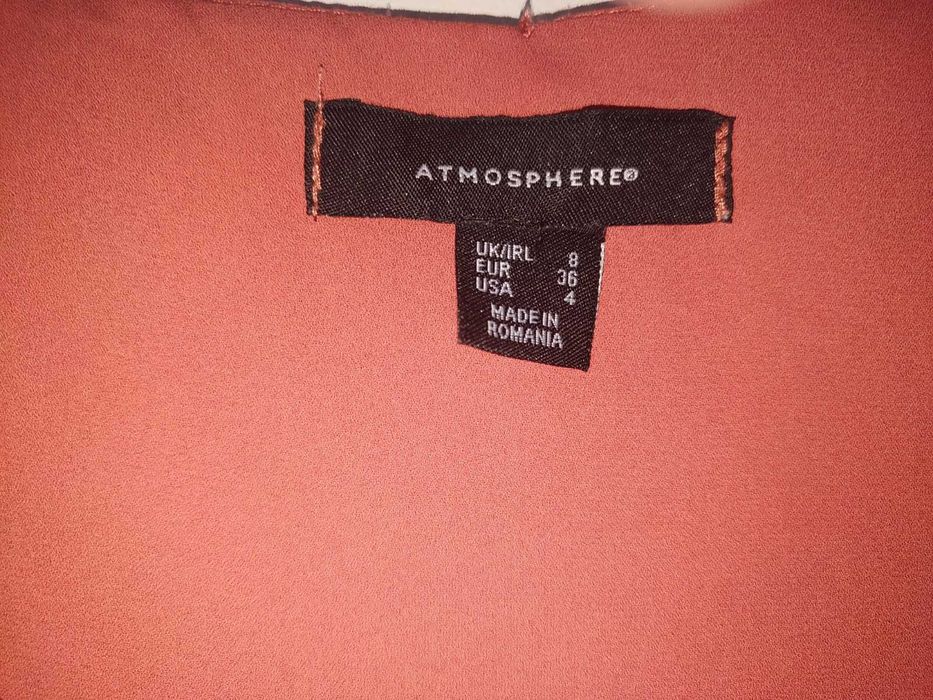 ATMOSPHERE®
UK/IRL 8
EUR 36
USA 4
MADE IN
ROMANIA